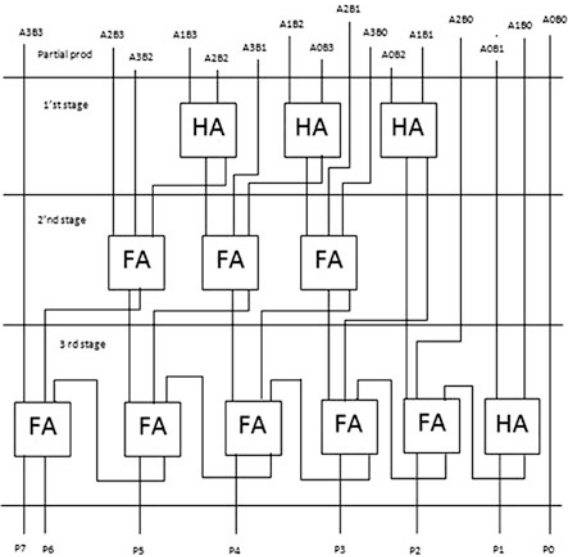 A3B3 A2B3 A3B2 A1B3 A2B2 A3B1 A1B2 A0B3 A2B1 A3B0 A0B2 A1B1 A2B0 A0B1 A1B0 A0B0
Partial prod
1'st stage
HA HA HA
2'nd stage
FA FA FA
3 rd stage
FA FA FA FA FA HA
P7 P6 P5 P4 P3 P2 P1 P0